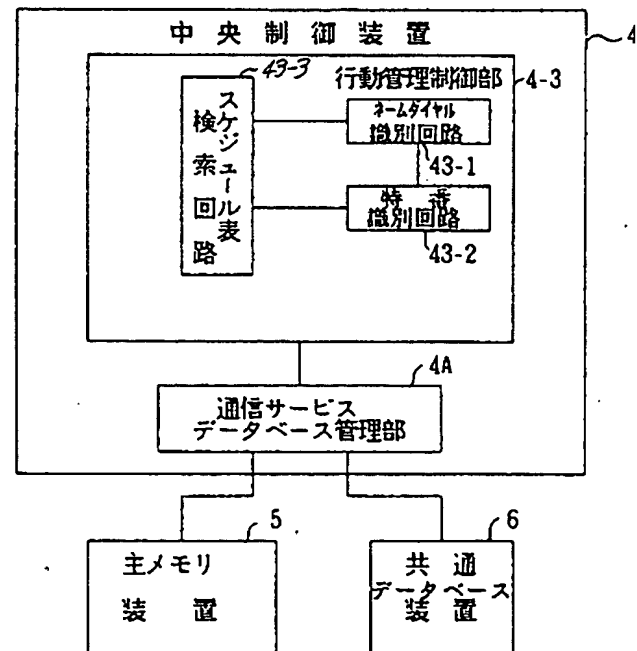 中央制御装置
4
43-3
行動管理制御部
4-3
スケジュール表
検索回路
ネームダイヤル
識別回路
43-1
特番
識別回路
43-2
4A
通信サービス
データベース管理部
5
6
主メモリ
装置
共通
データベース
装置